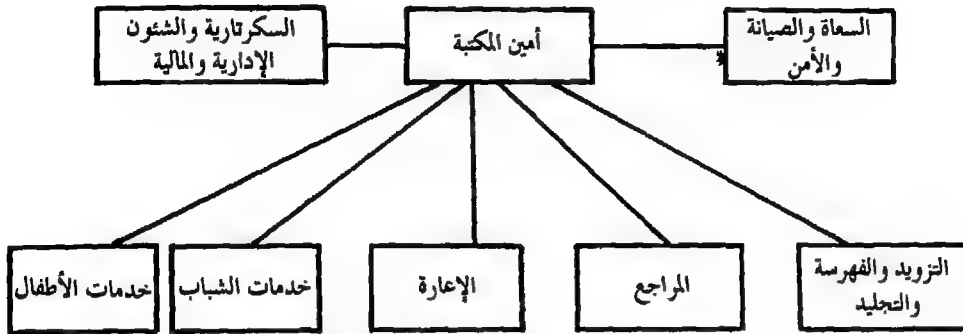 السعاة والصيانة
والأمن
أمين المكتبة
السكرتارية والشئون
الإدارية والمالية
التزويد والفهرسة
والتجليد
المراجع
الإعارة
خدمات الشباب
خدمات الأطفال